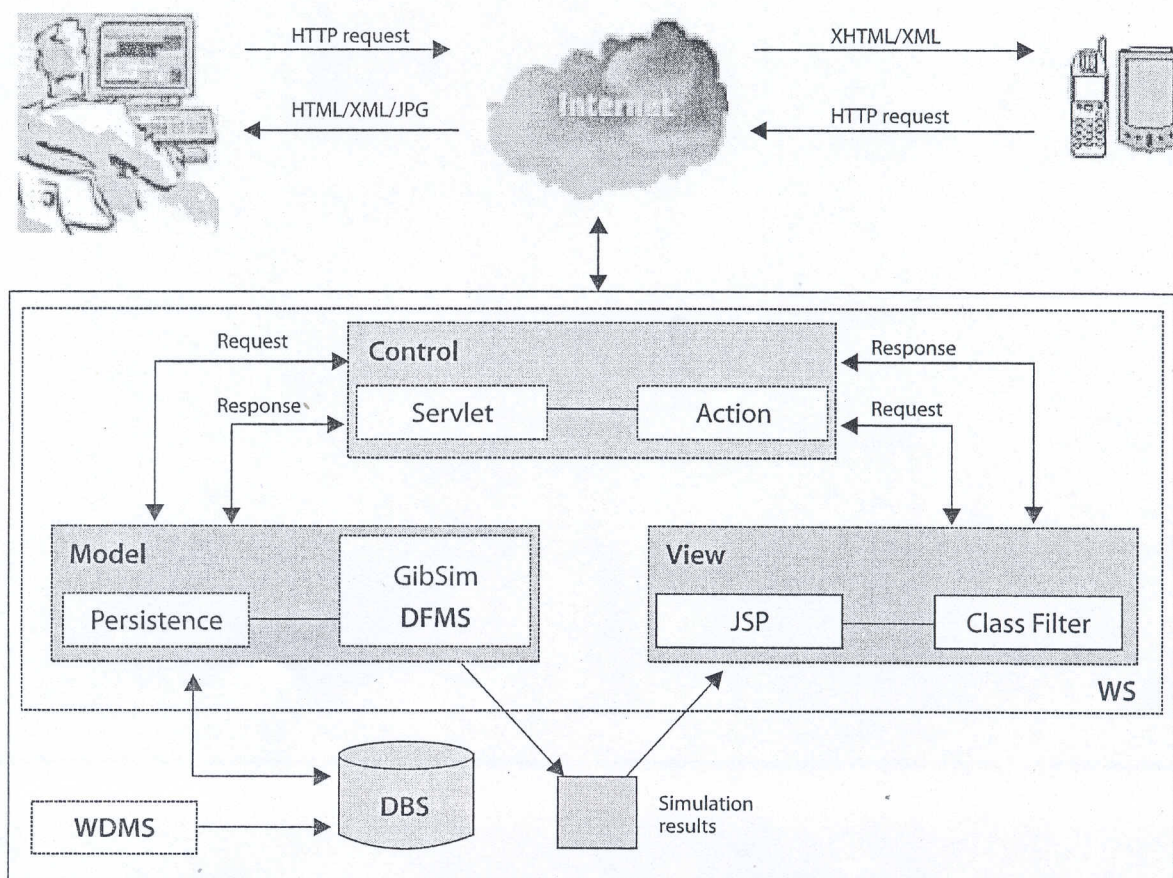 HTTP request
HTML/XML/JPG
Internet
XHTML/XML
HTTP request
Request
Response
Control
Servlet
Action
Response
Request
Model
Persistence
GibSim
DFMS
View
JSP
Class Filter
WS
WDMS
DBS
Simulation
results